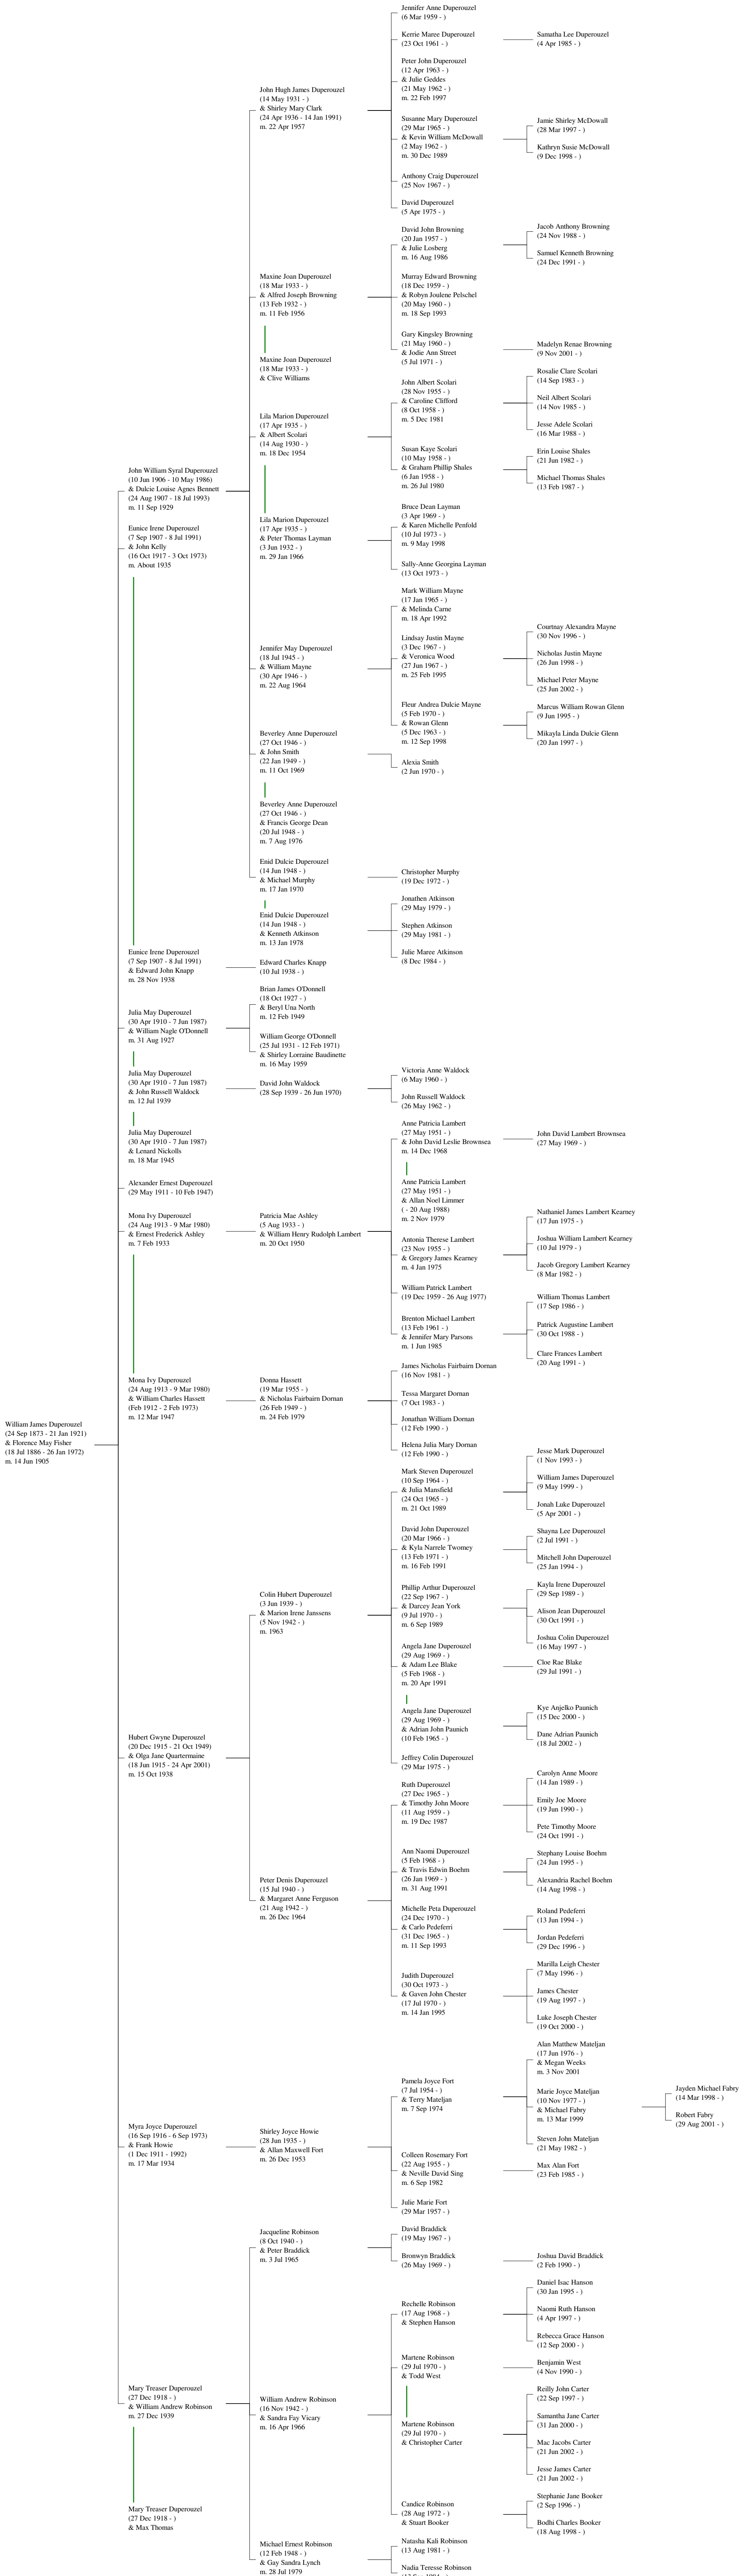 William James Duperouzel
(24 Sep 1873 - 21 Jan 1921)
& Florence May Fisher
(18 Jul 1886 - 26 Jan 1972)
m. 14 Jun 1905
John William Syral Duperouzel
(10 Jun 1906 - 10 May 1986)
& Dulcie Louise Agnes Bennett
(24 Aug 1907 - 18 Jul 1993)
m. 11 Sep 1929
Eunice Irene Duperouzel
(7 Sep 1907 - 8 Jul 1991)
& John Kelly
(16 Oct 1917 - 3 Oct 1973)
m. About 1935
Eunice Irene Duperouzel
(7 Sep 1907 - 8 Jul 1991)
& Edward John Knapp
m. 28 Nov 1938
Julia May Duperouzel
(30 Apr 1910 - 7 Jun 1987)
& William Nagle O'Donnell
m. 31 Aug 1927
Julia May Duperouzel
(30 Apr 1910 - 7 Jun 1987)
& John Russell Waldock
m. 12 Jul 1939
Julia May Duperouzel
(30 Apr 1910 - 7 Jun 1987)
& Lenard Nickolls
m. 18 Mar 1945
Alexander Ernest Duperouzel
(29 May 1911 - 10 Feb 1947)
Mona Ivy Duperouzel
(24 Aug 1913 - 9 Mar 1980)
& Ernest Frederick Ashley
m. 7 Feb 1933
Mona Ivy Duperouzel
(24 Aug 1913 - 9 Mar 1980)
& William Charles Hassett
(Feb 1912 - 2 Feb 1973)
m. 12 Mar 1947
Hubert Gwyne Duperouzel
(20 Dec 1915 - 21 Oct 1949)
& Olga Jane Quartermaine
(18 Jun 1915 - 24 Apr 2001)
m. 15 Oct 1938
Myra Joyce Duperouzel
(16 Sep 1916 - 6 Sep 1973)
& Frank Howie
(1 Dec 1911 - 1992)
m. 17 Mar 1934
Mary Treaser Duperouzel
(27 Dec 1918 - )
& William Andrew Robinson
m. 27 Dec 1939
Mary Treaser Duperouzel
(27 Dec 1918 - )
& Max Thomas
John Hugh James Duperouzel
(14 May 1931 - )
& Shirley Mary Clark
(24 Apr 1936 - 14 Jan 1991)
m. 22 Apr 1957
Maxine Joan Duperouzel
(18 Mar 1933 - )
& Alfred Joseph Browning
(13 Feb 1932 - )
m. 11 Feb 1956
Maxine Joan Duperouzel
(18 Mar 1933 - )
& Clive Williams
Lila Marion Duperouzel
(17 Apr 1935 - )
& Albert Scolari
(14 Aug 1930 - )
m. 18 Dec 1954
Lila Marion Duperouzel
(17 Apr 1935 - )
& Peter Thomas Layman
(3 Jun 1932 - )
m. 29 Jan 1966
Jennifer May Duperouzel
(18 Jul 1945 - )
& William Mayne
(30 Apr 1946 - )
m. 22 Aug 1964
Beverley Anne Duperouzel
(27 Oct 1946 - )
& John Smith
(22 Jan 1949 - )
m. 11 Oct 1969
Beverley Anne Duperouzel
(27 Oct 1946 - )
& Francis George Dean
(20 Jul 1948 - )
m. 7 Aug 1976
Enid Dulcie Duperouzel
(14 Jun 1948 - )
& Michael Murphy
m. 17 Jan 1970
Enid Dulcie Duperouzel
(14 Jun 1948 - )
& Kenneth Atkinson
m. 13 Jan 1978
Edward Charles Knapp
(10 Jul 1938 - )
Brian James O'Donnell
(18 Oct 1927 - )
& Beryl Una North
m. 12 Feb 1949
William George O'Donnell
(25 Jul 1931 - 12 Feb 1971)
& Shirley Lorraine Baudinette
m. 16 May 1959
David John Waldock
(28 Sep 1939 - 26 Jun 1970)
Patricia Mae Ashley
(5 Aug 1933 - )
& William Henry Rudolph Lambert
m. 20 Oct 1950
Donna Hassett
(19 Mar 1955 - )
& Nicholas Fairbairn Dornan
(26 Feb 1949 - )
m. 24 Feb 1979
Colin Hubert Duperouzel
(3 Jun 1939 - )
& Marion Irene Janssens
(5 Nov 1942 - )
m. 1963
Peter Denis Duperouzel
(15 Jul 1940 - )
& Margaret Anne Ferguson
(21 Aug 1942 - )
m. 26 Dec 1964
Shirley Joyce Howie
(28 Jun 1935 - )
& Allan Maxwell Fort
m. 26 Dec 1953
Jacqueline Robinson
(8 Oct 1940 - )
& Peter Braddick
m. 3 Jul 1965
William Andrew Robinson
(16 Nov 1942 - )
& Sandra Fay Vicary
m. 16 Apr 1966
Michael Ernest Robinson
(12 Feb 1948 - )
& Gay Sandra Lynch
m. 28 Jul 1979
Jennifer Anne Duperouzel
(6 Mar 1959 - )
Kerrie Maree Duperouzel
(23 Oct 1961 - )
Peter John Duperouzel
(12 Apr 1963 - )
& Julie Geddes
(21 May 1962 - )
m. 22 Feb 1997
Susanne Mary Duperouzel
(29 Mar 1965 - )
& Kevin William McDowall
(2 May 1962 - )
m. 30 Dec 1989
Anthony Craig Duperouzel
(25 Nov 1967 - )
David Duperouzel
(5 Apr 1975 - )
David John Browning
(20 Jan 1957 - )
& Julie Losberg
m. 16 Aug 1986
Murray Edward Browning
(18 Dec 1959 - )
& Robyn Joulene Pelschel
(20 May 1960 - )
m. 18 Sep 1993
Gary Kingsley Browning
(21 May 1960 - )
& Jodie Ann Street
(5 Jul 1971 - )
John Albert Scolari
(28 Nov 1955 - )
& Caroline Clifford
(8 Oct 1958 - )
m. 5 Dec 1981
Susan Kaye Scolari
(10 May 1958 - )
& Graham Phillip Shales
(6 Jan 1958 - )
m. 26 Jul 1980
Bruce Dean Layman
(3 Apr 1969 - )
& Karen Michelle Penfold
(10 Jul 1973 - )
m. 9 May 1998
Sally-Anne Georgina Layman
(13 Oct 1973 - )
Mark William Mayne
(17 Jan 1965 - )
& Melinda Carne
m. 18 Apr 1992
Lindsay Justin Mayne
(3 Dec 1967 - )
& Veronica Wood
(27 Jun 1967 - )
m. 25 Feb 1995
Fleur Andrea Dulcie Mayne
(5 Feb 1970 - )
& Rowan Glenn
(5 Dec 1963 - )
m. 12 Sep 1998
Alexia Smith
(2 Jun 1970 - )
Christopher Murphy
(19 Dec 1972 - )
Jonathen Atkinson
(29 May 1979 - )
Stephen Atkinson
(29 May 1981 - )
Julie Maree Atkinson
(8 Dec 1984 - )
Victoria Anne Waldock
(6 May 1960 - )
John Russell Waldock
(26 May 1962 - )
Anne Patricia Lambert
(27 May 1951 - )
& John David Leslie Brownsea
m. 14 Dec 1968
Anne Patricia Lambert
(27 May 1951 - )
& Allan Noel Limmer
( - 20 Aug 1988)
m. 2 Nov 1979
Antonia Therese Lambert
(23 Nov 1955 - )
& Gregory James Kearney
m. 4 Jan 1975
William Patrick Lambert
(19 Dec 1959 - 26 Aug 1977)
Brenton Michael Lambert
(13 Feb 1961 - )
& Jennifer Mary Parsons
m. 1 Jun 1985
James Nicholas Fairbairn Dornan
(16 Nov 1981 - )
Tessa Margaret Dornan
(7 Oct 1983 - )
Jonathan William Dornan
(12 Feb 1990 - )
Helena Julia Mary Dornan
(12 Feb 1990 - )
Mark Steven Duperouzel
(10 Sep 1964 - )
& Julia Mansfield
(24 Oct 1965 - )
m. 21 Oct 1989
David John Duperouzel
(20 Mar 1966 - )
& Kyla Narrele Twomey
(13 Feb 1971 - )
m. 16 Feb 1991
Phillip Arthur Duperouzel
(22 Sep 1967 - )
& Darcey Jean York
(9 Jul 1970 - )
m. 6 Sep 1989
Angela Jane Duperouzel
(29 Aug 1969 - )
& Adam Lee Blake
(5 Feb 1968 - )
m. 20 Apr 1991
Angela Jane Duperouzel
(29 Aug 1969 - )
& Adrian John Paunich
(10 Feb 1965 - )
Jeffrey Colin Duperouzel
(29 Mar 1975 - )
Ruth Duperouzel
(27 Dec 1965 - )
& Timothy John Moore
(11 Aug 1959 - )
m. 19 Dec 1987
Ann Naomi Duperouzel
(5 Feb 1968 - )
& Travis Edwin Boehm
(26 Jan 1969 - )
m. 31 Aug 1991
Michelle Peta Duperouzel
(24 Dec 1970 - )
& Carlo Pedeferri
(31 Dec 1965 - )
m. 11 Sep 1993
Judith Duperouzel
(30 Oct 1973 - )
& Gaven John Chester
(17 Jul 1970 - )
m. 14 Jan 1995
Pamela Joyce Fort
(7 Jul 1954 - )
& Terry Mateljan
m. 7 Sep 1974
Colleen Rosemary Fort
(22 Aug 1955 - )
& Neville David Sing
m. 6 Sep 1982
Julie Marie Fort
(29 Mar 1957 - )
David Braddick
(19 May 1967 - )
Bronwyn Braddick
(26 May 1969 - )
Rechelle Robinson
(17 Aug 1968 - )
& Stephen Hanson
Martene Robinson
(29 Jul 1970 - )
& Todd West
Martene Robinson
(29 Jul 1970 - )
& Christopher Carter
Candice Robinson
(28 Aug 1972 - )
& Stuart Booker
Natasha Kali Robinson
(13 Aug 1981 - )
Nadia Teresse Robinson
Samatha Lee Duperouzel
(4 Apr 1985 - )
Jamie Shirley McDowall
(28 Mar 1997 - )
Kathryn Susie McDowall
(9 Dec 1998 - )
Jacob Anthony Browning
(24 Nov 1988 - )
Samuel Kenneth Browning
(24 Dec 1991 - )
Madelyn Renae Browning
(9 Nov 2001 - )
Rosalie Clare Scolari
(14 Sep 1983 - )
Neil Albert Scolari
(14 Nov 1985 - )
Jesse Adele Scolari
(16 Mar 1988 - )
Erin Louise Shales
(21 Jun 1982 - )
Michael Thomas Shales
(13 Feb 1987 - )
Courtnay Alexandra Mayne
(30 Nov 1996 - )
Nicholas Justin Mayne
(26 Jun 1998 - )
Michael Peter Mayne
(25 Jun 2002 - )
Marcus William Rowan Glenn
(9 Jun 1995 - )
Mikayla Linda Dulcie Glenn
(20 Jan 1997 - )
John David Lambert Brownsea
(27 May 1969 - )
Nathaniel James Lambert Kearney
(17 Jun 1975 - )
Joshua William Lambert Kearney
(10 Jul 1979 - )
Jacob Gregory Lambert Kearney
(8 Mar 1982 - )
William Thomas Lambert
(17 Sep 1986 - )
Patrick Augustine Lambert
(30 Oct 1988 - )
Clare Frances Lambert
(20 Aug 1991 - )
Jesse Mark Duperouzel
(1 Nov 1993 - )
William James Duperouzel
(9 May 1999 - )
Jonah Luke Duperouzel
(5 Apr 2001 - )
Shayna Lee Duperouzel
(2 Jul 1991 - )
Mitchell John Duperouzel
(25 Jan 1994 - )
Kayla Irene Duperouzel
(29 Sep 1989 - )
Alison Jean Duperouzel
(30 Oct 1991 - )
Joshua Colin Duperouzel
(16 May 1997 - )
Cloe Rae Blake
(29 Jul 1991 - )
Kye Anjelko Paunich
(15 Dec 2000 - )
Dane Adrian Paunich
(18 Jul 2002 - )
Carolyn Anne Moore
(14 Jan 1989 - )
Emily Joe Moore
(19 Jun 1990 - )
Pete Timothy Moore
(24 Oct 1991 - )
Stephany Louise Boehm
(24 Jun 1995 - )
Alexandria Rachel Boehm
(14 Aug 1998 - )
Roland Pedeferri
(13 Jun 1994 - )
Jordan Pedeferri
(29 Dec 1996 - )
Marilla Leigh Chester
(7 May 1996 - )
James Chester
(19 Aug 1997 - )
Luke Joseph Chester
(19 Oct 2000 - )
Alan Matthew Mateljan
(17 Jun 1976 - )
& Megan Weeks
m. 3 Nov 2001
Marie Joyce Mateljan
(10 Nov 1977 - )
& Michael Fabry
m. 13 Mar 1999
Steven John Mateljan
(21 May 1982 - )
Max Alan Fort
(23 Feb 1985 - )
Joshua David Braddick
(2 Feb 1990 - )
Daniel Isac Hanson
(30 Jan 1995 - )
Naomi Ruth Hanson
(4 Apr 1997 - )
Rebecca Grace Hanson
(12 Sep 2000 - )
Benjamin West
(4 Nov 1990 - )
Reilly John Carter
(22 Sep 1997 - )
Samantha Jane Carter
(31 Jan 2000 - )
Mac Jacobs Carter
(21 Jun 2002 - )
Jesse James Carter
(21 Jun 2002 - )
Stephanie Jane Booker
(2 Sep 1996 - )
Bodhi Charles Booker
(18 Aug 1998 - )
Jayden Michael Fabry
(14 Mar 1998 - )
Robert Fabry
(29 Aug 2001 - )